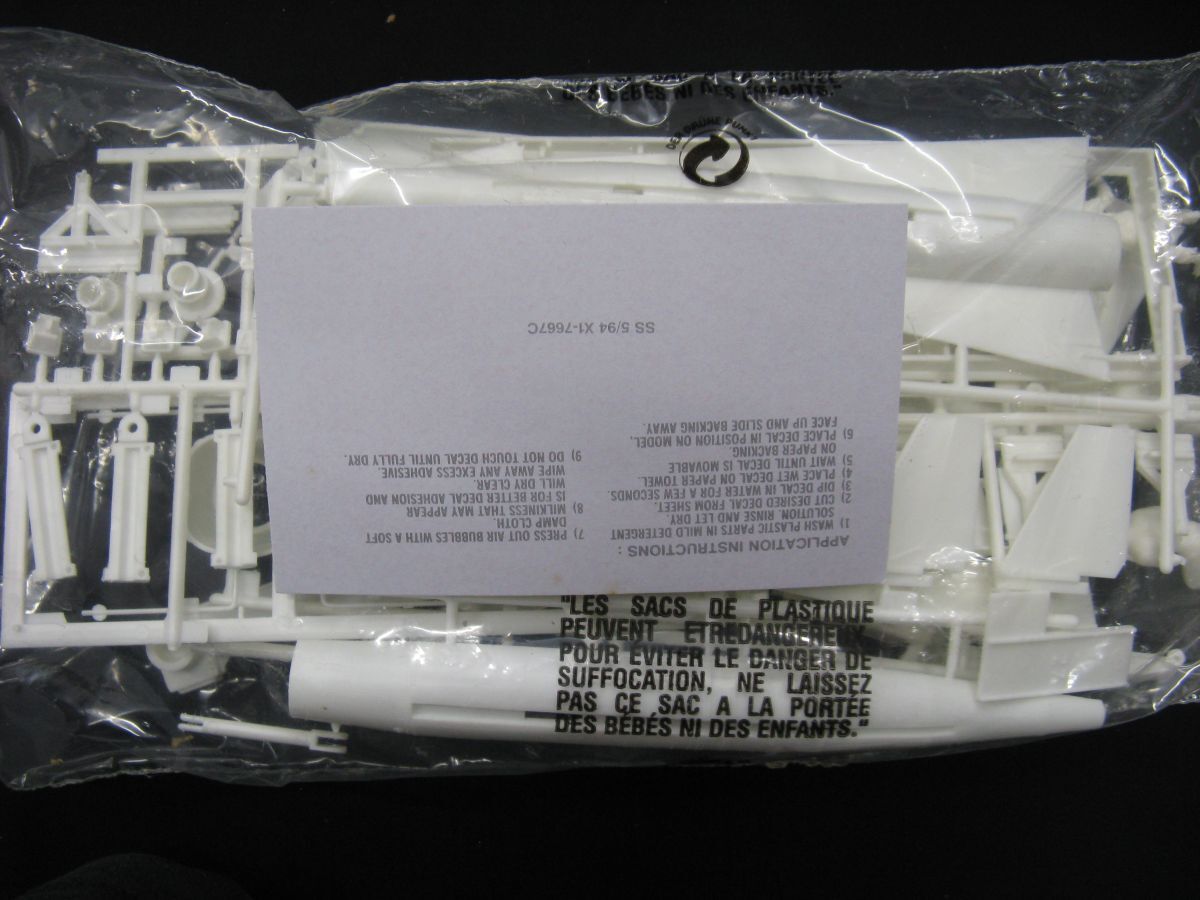 DES BÉBÉS NI DES ENFANTS."
DER GRÜNE PUNKT
SS 5/94 X1-7667C
APPLICATION INSTRUCTIONS :
1) WASH PLASTIC PARTS IN MILD DETERGENT
SOLUTION. RINSE AND LET DRY.
2) CUT DESIRED DECAL FROM SHEET.
3) DIP DECAL IN WATER FOR A FEW SECONDS.
4) PLACE WET DECAL ON PAPER TOWEL.
5) WAIT UNTIL DECAL IS MOVABLE
ON PAPER BACKING
6) PLACE DECAL IN POSITION ON MODEL,
FACE UP AND SLIDE BACKING AWAY.
7) PRESS OUT AIR BUBBLES WITH A SOFT
DAMP CLOTH.
8) MILKINESS THAT MAY APPEAR
IS FOR BETTER DECAL ADHESION AND
WILL DRY CLEAR.
WIPE AWAY ANY EXCESS ADHESIVE.
9) DO NOT TOUCH DECAL UNTIL FULLY DRY.
"LES SACS DE PLASTIQUE
PEUVENT ETREDANGEREUX.
POUR ÉVITER LE DANGER DE
SUFFOCATION, NE LAISSEZ
PAS CE SAC A LA PORTÉE
DES BÉBÉS NI DES ENFANTS."